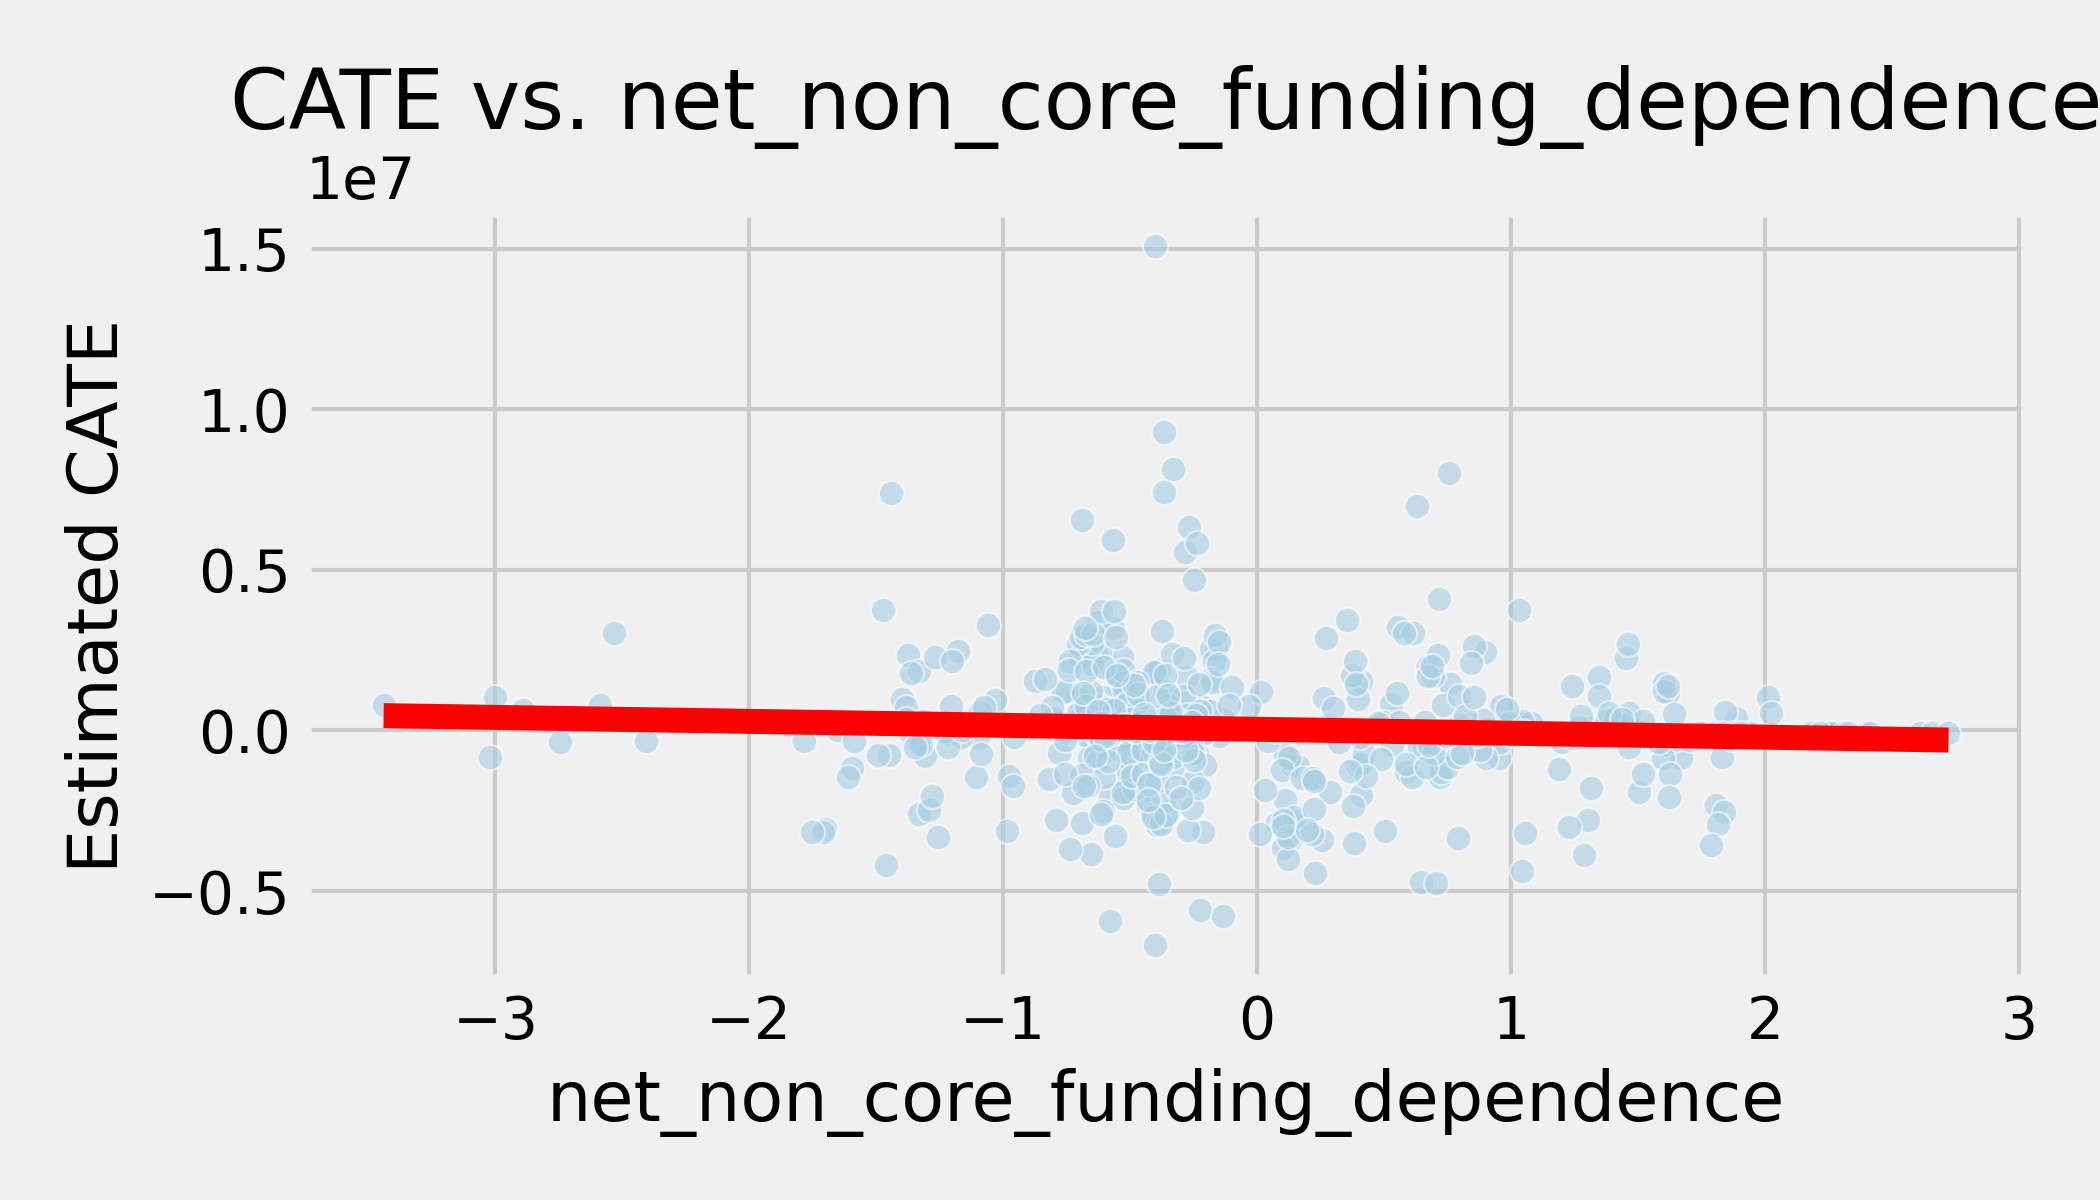 CATE vs. net_non_core_funding_dependence
1e7
1.5
1.0
0.5
0.0
−0.5
Estimated CATE
−3 −2 −1 0 1 2 3
net_non_core_funding_dependence